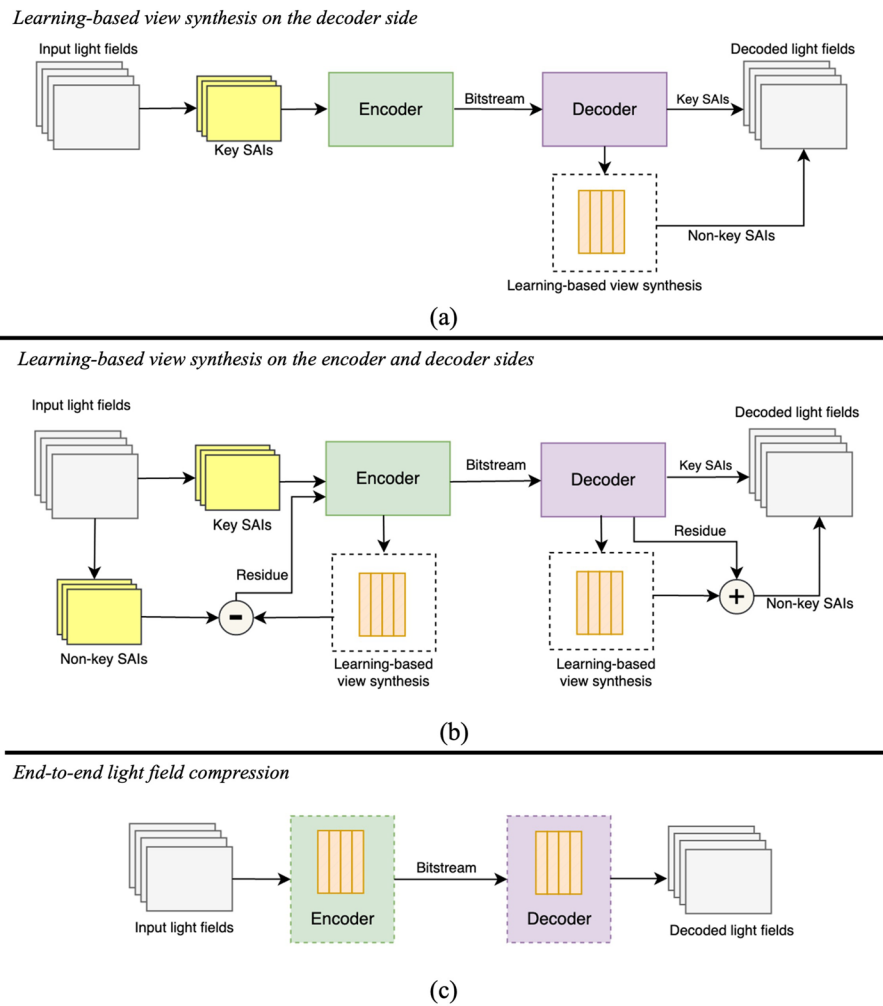 Learning-based view synthesis on the decoder side
Input light fields
Decoded light fields
Encoder
Bitstream
Decoder
Key SAIs
Key SAIs
Non-key SAIs
Learning-based view synthesis
(a)
Learning-based view synthesis on the encoder and decoder sides
Input light fields
Decoded light fields
Encoder
Bitstream
Decoder
Key SAIs
Key SAIs
Residue
Residue
-
+
Non-key SAIs
Non-key SAIs
Learning-based
view synthesis
Learning-based
view synthesis
(b)
End-to-end light field compression
Bitstream
Encoder
Decoder
Input light fields
Decoded light fields
(c)